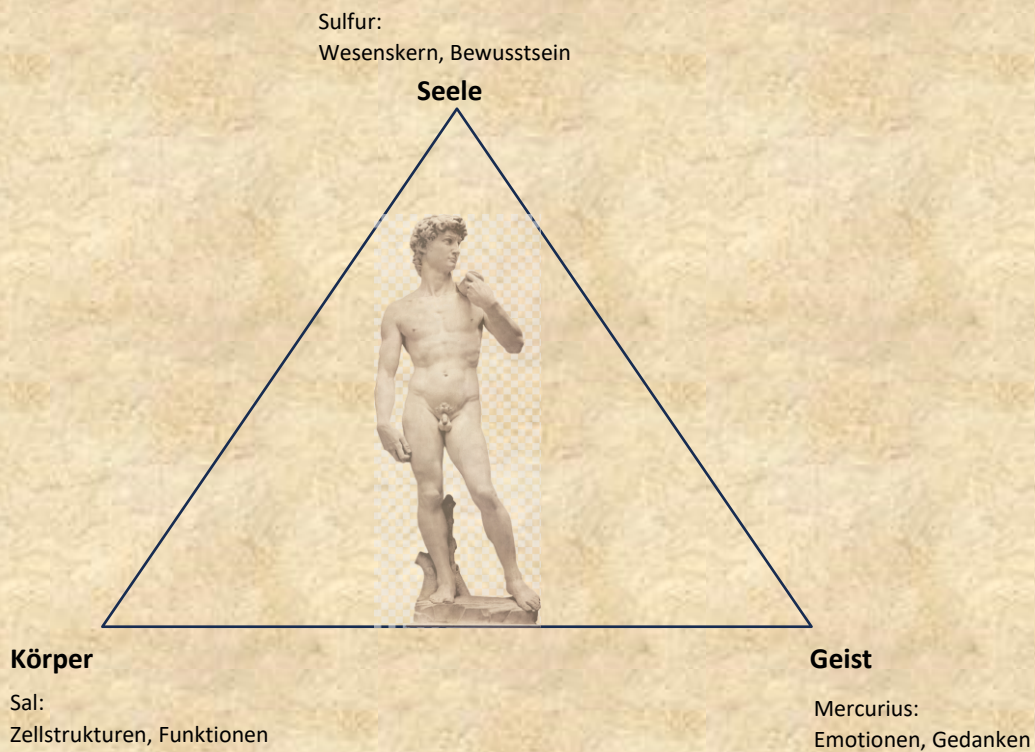 Sulfur:
Wesenskern, Bewusstsein
Seele
Körper
Sal:
Zellstrukturen, Funktionen
Geist
Mercurius:
Emotionen, Gedanken